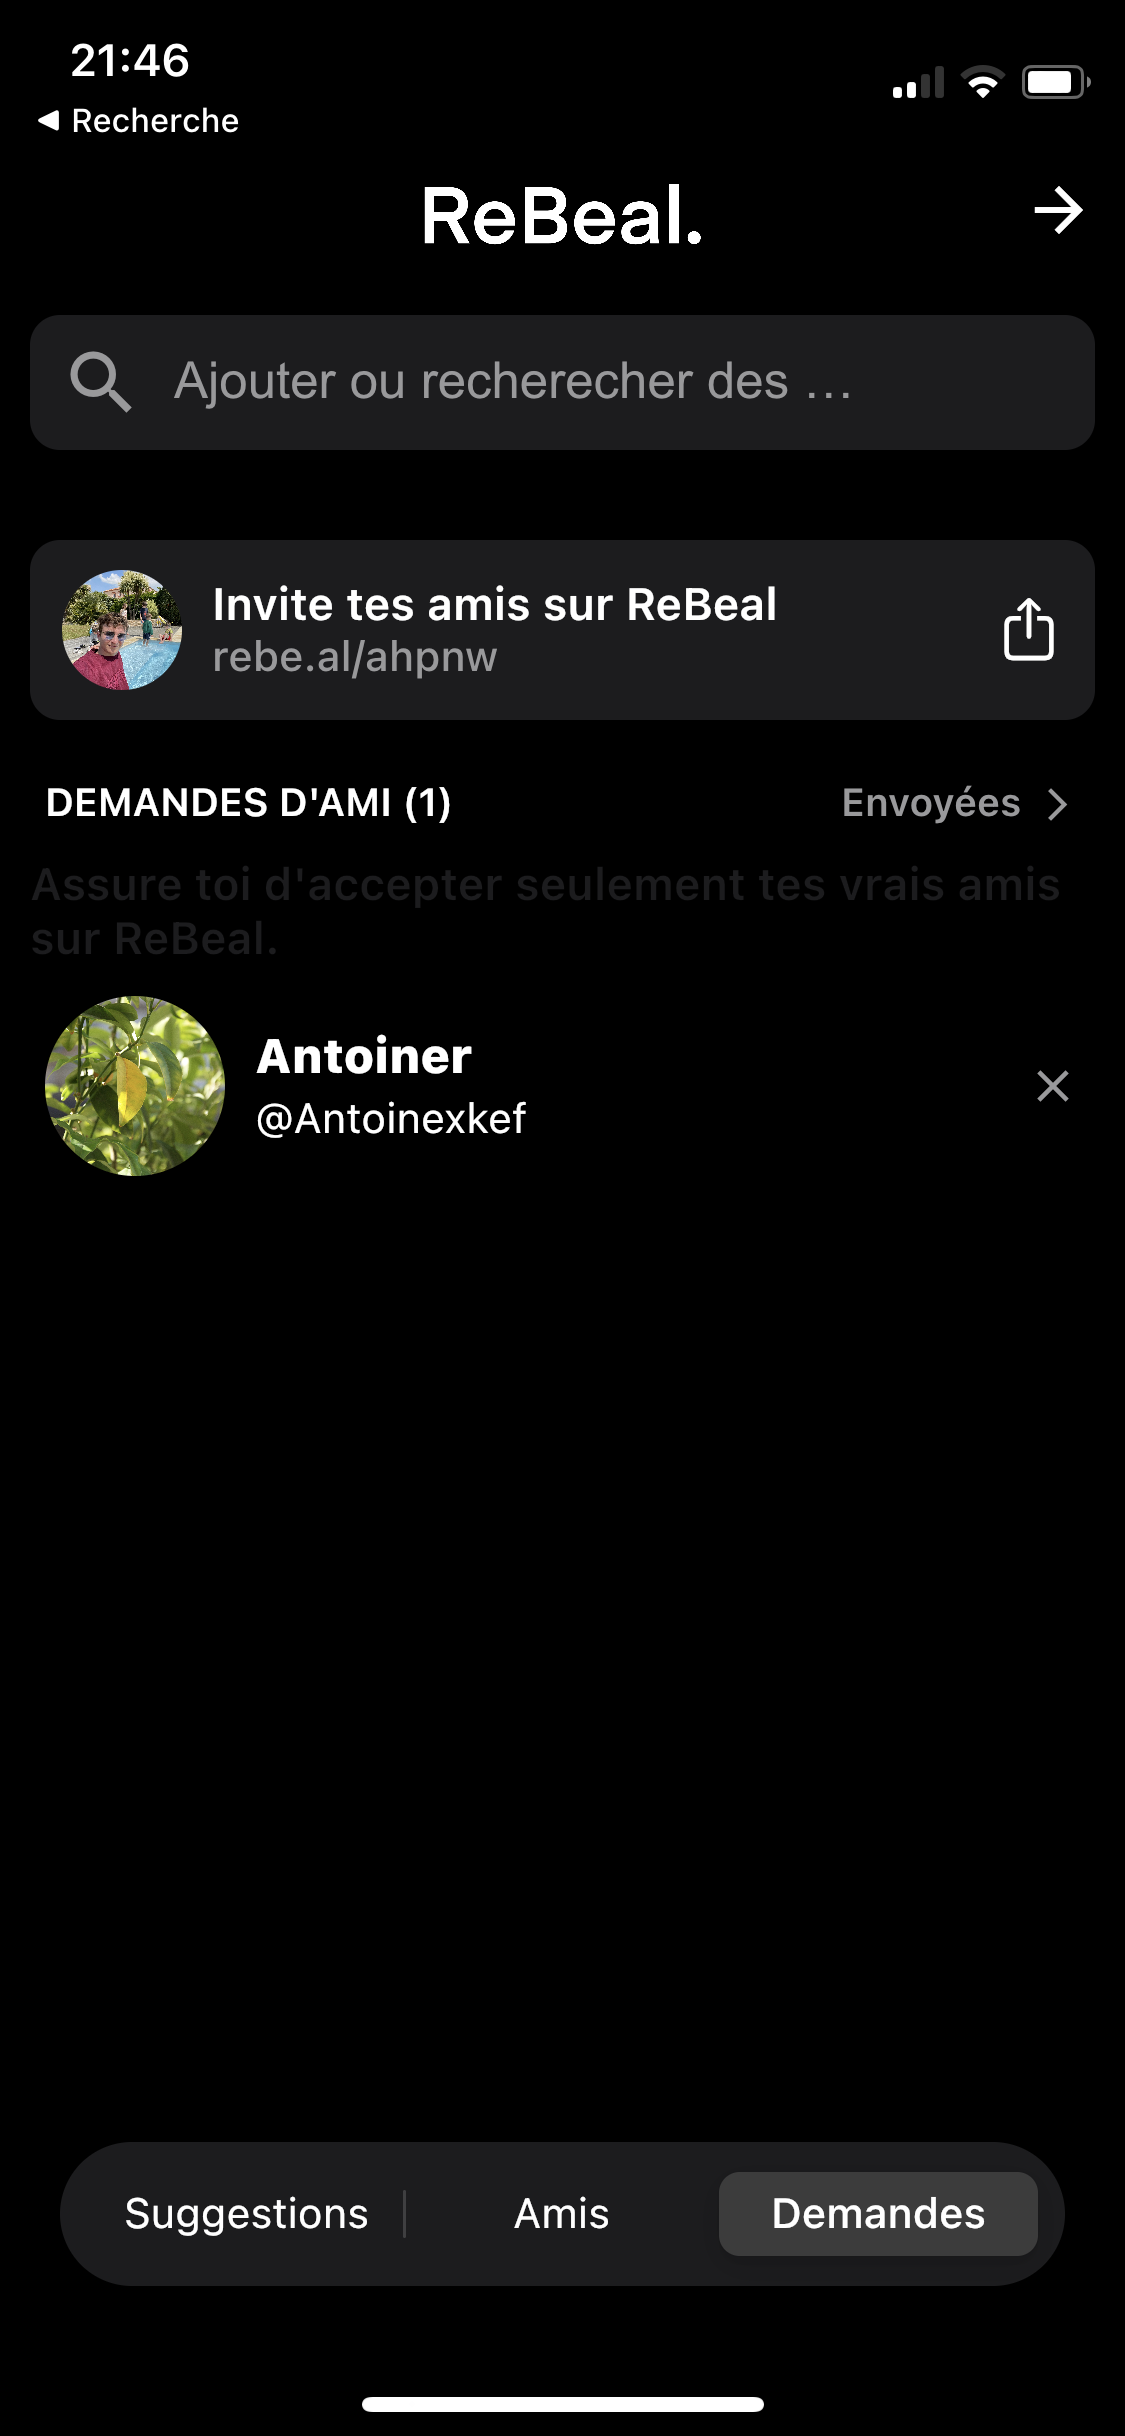 21:46
Recherche
ReBeal.
Ajouter ou recherecher des ...
Invite tes amis sur ReBeal
rebe.al/ahpnw
DEMANDES D'AMI (1)
Envoyées
Assure toi d'accepter seulement tes vrais amis
sur ReBeal.
Antoiner
@Antoinexkef
Suggestions
Amis
Demandes